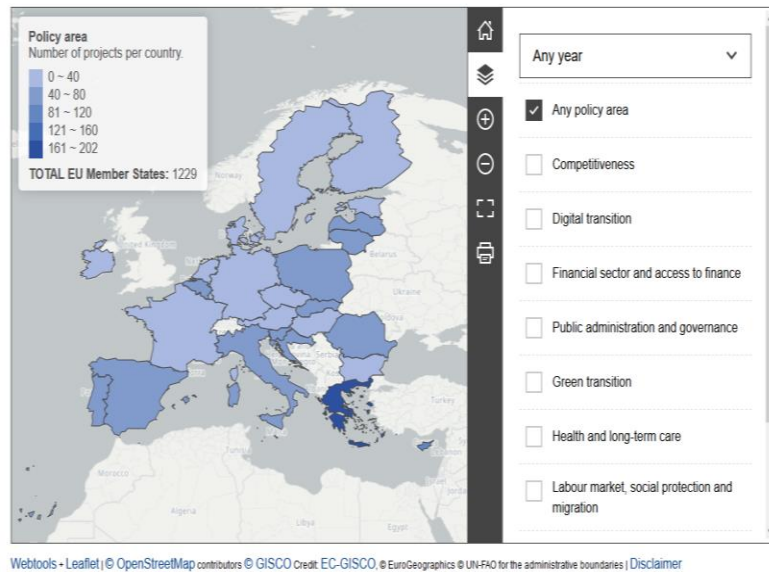 Policy area
Number of projects per country.
0 ~ 40
40 ~ 80
81 ~ 120
121 ~ 160
161 ~ 202
TOTAL EU Member States: 1229
Norway
United Kingdom
Belarus
Ukraine
Serbia
Turkey
Morocco
Algeria
Tunisia
Libya
Egypt
Any year
Any policy area
Competitiveness
Digital transition
Financial sector and access to finance
Public administration and governance
Green transition
Health and long-term care
Labour market, social protection and
migration
Webtools + Leaflet | © OpenStreetMap contributors © GISCO Credit: EC-GISCO, © EuroGeographics © UN-FAO for the administrative boundaries | Disclaimer